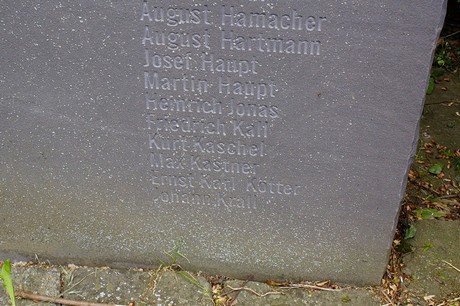 August Hamacher
August Hartmann
Josef Haupt
Martin Haupt
Heinrich Jonas
Friedrich Karl
Kurt Kaschel
Max Kastner
Ernst Karl Kötter
Johann Krall